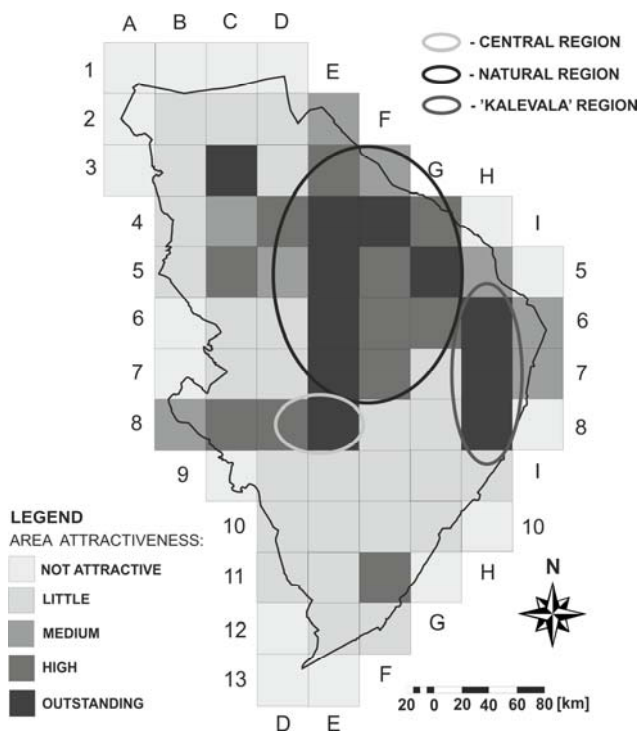 A B C D
- CENTRAL REGION
1 E
- NATURAL REGION
2 F
- 'KALEVALA' REGION
3 G H
4 I
5 5
6 6
7 7
8 8
9 I
LEGEND
10 10
AREA ATTRACTIVENESS:
NOT ATTRACTIVE
11 H
N
LITTLE
MEDIUM
12 G
HIGH
13 F
OUTSTANDING
20 0 20 40 60 80 [km]
D E